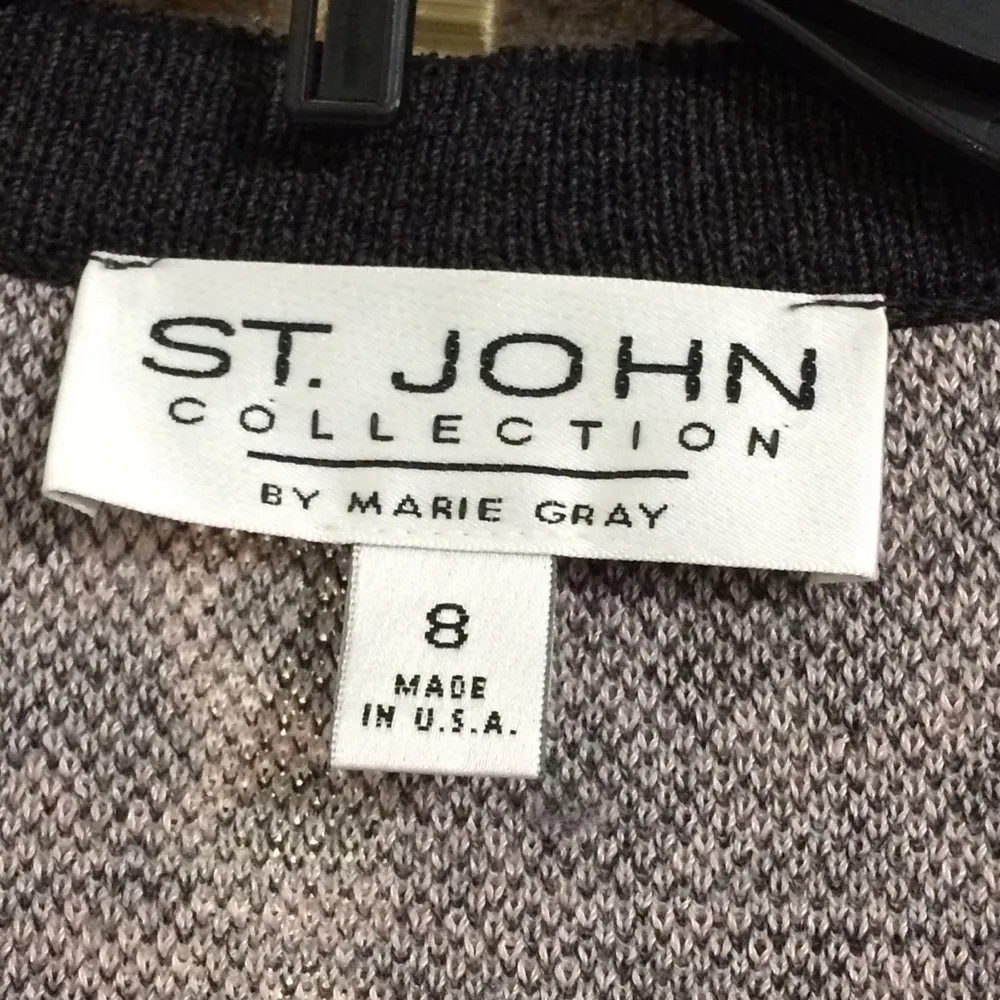 ST. JOHN
COLLECTION
BY MARIE GRAY
8
MADE
IN U.S.A.